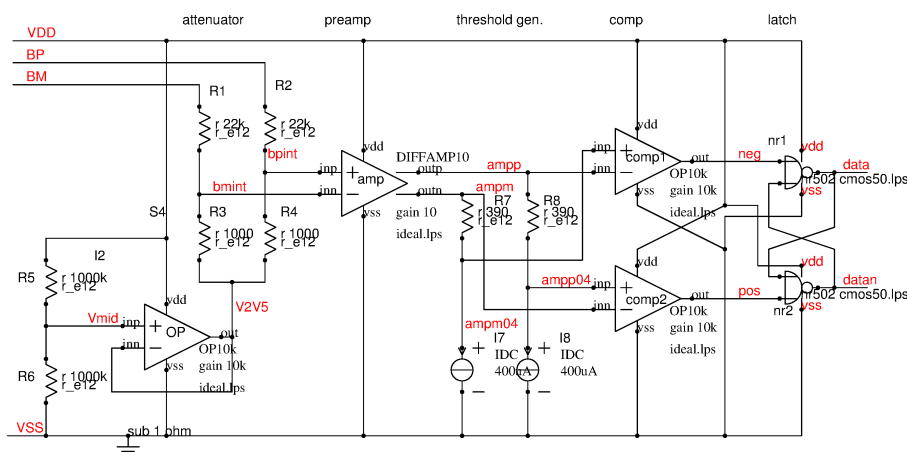 attenuator preamp threshold gen. comp latch
VDD
BP
BM
R1 R2
r 22k
r_e12
r 22k
r_e12
bpint
bmint
vdd
inp
inn
amp
vss
DIFFAMP10
outp
outn
gain 10
ideal.lps
ampp
ampm
R7
r 390
r_e12
R8
r 390
r_e12
vdd
inp
inn
comp1
vss
out
OP10k
gain 10k
ideal.lps
neg
nr1
vdd
data
nr502 cmos50.lps
vss
S4
R3
r 1000
r_e12
R4
r 1000
r_e12
I2
R5
r 1000k
r_e12
V2V5
Vmid
vdd
inp
inn
OP
vss
out
OP10k
gain 10k
ideal.lps
R6
r 1000k
r_e12
ampp04
ampm04
I7
IDC
400uA
I8
IDC
400uA
vdd
inp
inn
comp2
vss
out
OP10k
gain 10k
ideal.lps
pos
nr2
vdd
datan
nr502 cmos50.lps
vss
VSS
sub 1 ohm